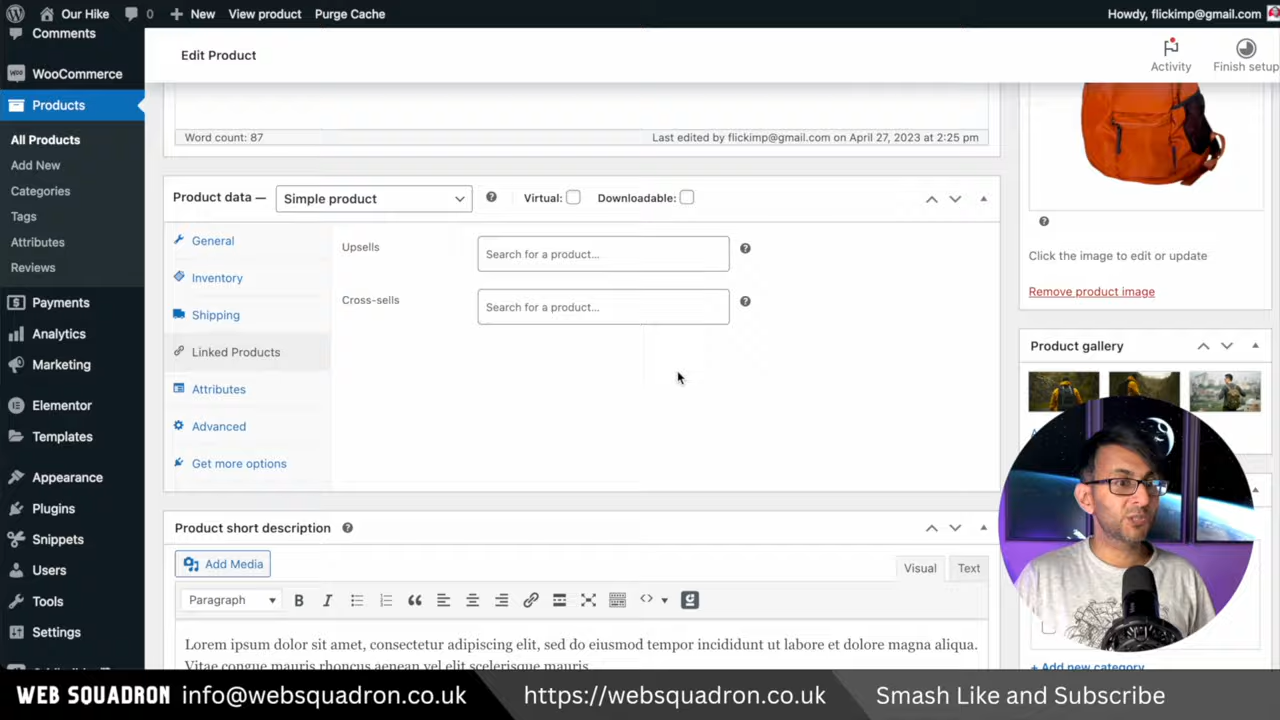 Our Hike 0 New View product Purge Cache Howdy, flickimp@gmail.com
Comments
WooCommerce
Products
All Products
Add New
Categories
Tags
Attributes
Reviews
Payments
Analytics
Marketing
Elementor
Templates
Appearance
Plugins
Snippets
Users
Tools
Settings
Edit Product
Activity
Finish setup
Word count: 87 Last edited by flickimp@gmail.com on April 27, 2023 at 2:25 pm
Product data — Simple product Virtual: Downloadable:
General
Inventory
Shipping
Linked Products
Attributes
Advanced
Get more options
Upsells Search for a product...
Cross-sells Search for a product...
Product short description
Add Media
Visual Text
Paragraph
Lorem ipsum dolor sit amet, consectetur adipiscing elit, sed do eiusmod tempor incididunt ut labore et dolore magna aliqua.
Vitae congue mauris rhoncus aenean vel elit scelerisque mauris.
Click the image to edit or update
Remove product image
Product gallery
+ Add new category
WEB SQUADRON info@websquadron.co.uk https://websquadron.co.uk Smash Like and Subscribe